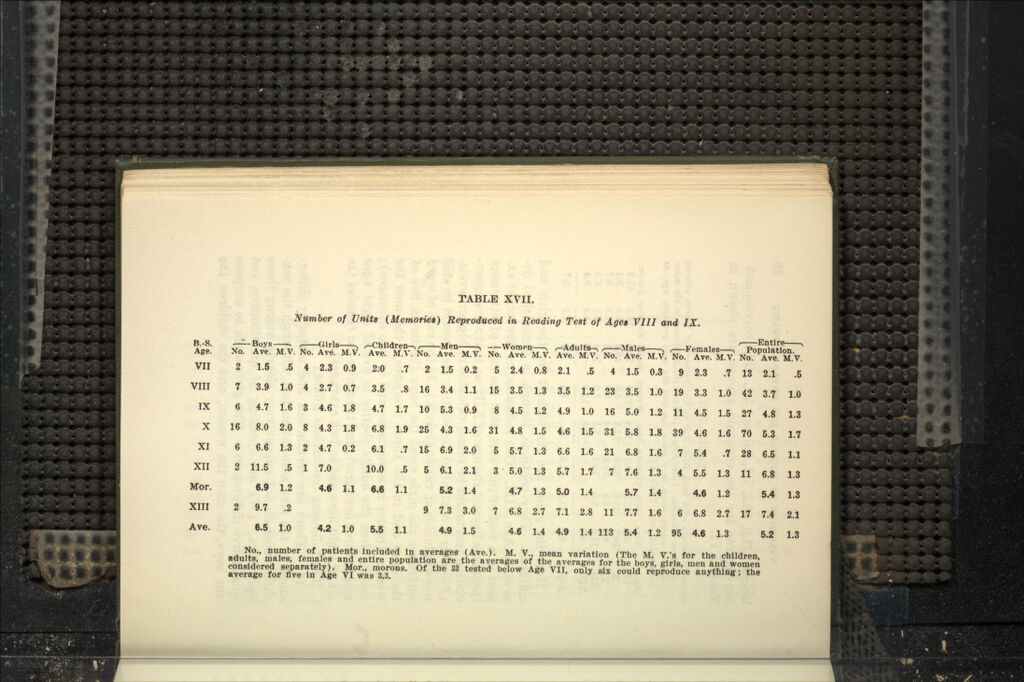 TABLE XVII.
Number of Units (Memories) Reproduced in Reading Test of Ages VIII and IX.
B.-S. Boys Girls Children Men Women Adults Males Females Entire
Age. No. Ave. M.V. No. Ave. M.V. Ave. M.V. No. Ave. M.V. No. Ave. M.V. Ave. M.V. No. Ave. M.V. No. Ave. M.V. Population. No. Ave. M.V.
VII 2 1.5 .5 4 2.3 0.9 2.0 .7 2 1.5 0.2 5 2.4 0.8 2.1 .5 4 1.5 0.3 9 2.3 .7 13 2.1 .5
VIII 7 3.9 1.0 4 2.7 0.7 3.5 .8 16 3.4 1.1 15 3.5 1.3 3.5 1.2 23 3.5 1.0 19 3.3 1.0 42 3.7 1.0
IX 6 4.7 1.6 3 4.6 1.8 4.7 1.7 10 5.3 0.9 8 4.5 1.2 4.9 1.0 16 5.0 1.2 11 4.5 1.5 27 4.8 1.3
X 16 8.0 2.0 8 4.3 1.8 6.8 1.9 25 4.3 1.6 31 4.8 1.5 4.6 1.5 31 5.8 1.8 39 4.6 1.6 70 5.3 1.7
XI 6 6.6 1.3 2 4.7 0.2 6.1 .7 15 6.9 2.0 5 5.7 1.3 6.6 1.6 21 6.8 1.6 7 5.4 .7 28 6.5 1.1
XII 2 11.5 .5 1 7.0 10.0 .5 5 6.1 2.1 3 5.0 1.3 5.7 1.7 7 7.6 1.3 4 5.5 1.3 11 6.8 1.3
Mor. 6.9 1.2 4.6 1.1 6.6 1.1 5.2 1.4 4.7 1.3 5.0 1.4 5.7 1.4 4.6 1.2 5.4 1.3
XIII 2 9.7 .2 9 7.3 3.0 7 6.8 2.7 7.1 2.8 11 7.7 1.6 6 6.8 2.7 17 7.4 2.1
Ave. 6.5 1.0 4.2 1.0 5.5 1.1 4.9 1.5 4.6 1.4 4.9 1.4 113 5.4 1.2 95 4.6 1.3 5.2 1.3
No., number of patients included in averages (Ave.). M. V., mean variation (The M. V.'s for the children,
adults, males, females and entire population are the averages of the averages for the boys, girls, men and women
considered separately). Mor., morons. Of the 33 tested below Age VII, only six could reproduce anything; the
average for five in Age VI was 3.3.